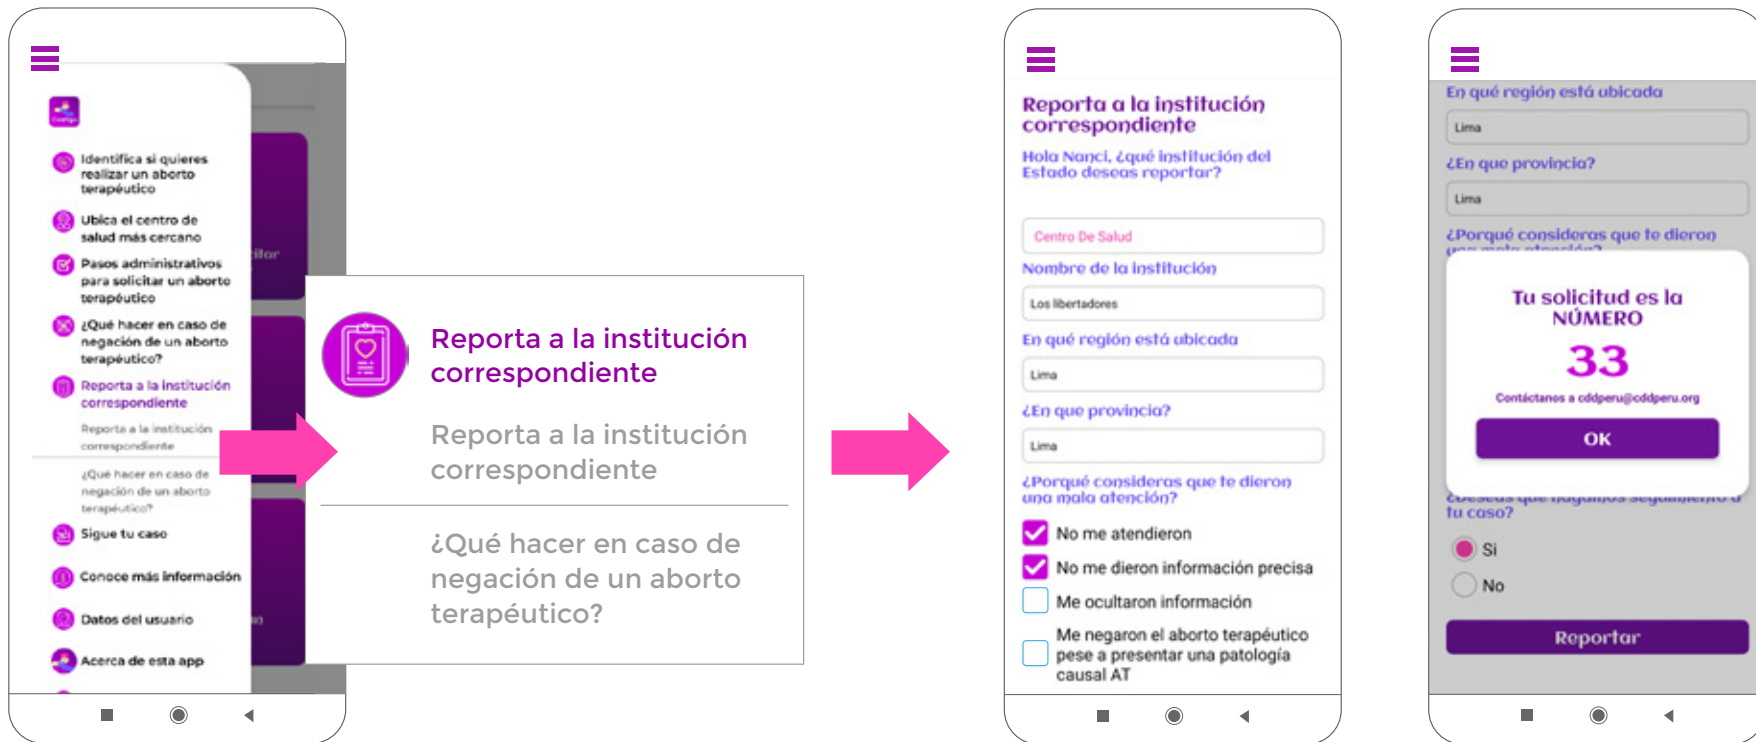 Identifica si quieres
realizar un aborto
terapéutico
Ubica el centro de
salud más cercano
Pasos administrativos
para solicitar un aborto
terapéutico
¿Qué hacer en caso de
negación de un aborto
terapéutico?
Reporta a la institución
correspondiente
Reporta a la institución
correspondiente
¿Qué hacer en caso de
negación de un aborto
terapéutico?
Sigue tu caso
Conoce más información
Datos del usuario
Acerca de esta app
Reporta a la institución
correspondiente
Reporta a la institución
correspondiente
¿Qué hacer en caso de
negación de un aborto
terapéutico?
Reporta a la institución
correspondiente
Hola Nanci, ¿qué institución del
Estado deseas reportar?
Centro De Salud
Nombre de la institución
Los libertadores
En qué región está ubicada
Lima
¿En que provincia?
Lima
¿Porqué consideras que te dieron
una mala atención?
No me atendieron
No me dieron información precisa
Me ocultaron información
Me negaron el aborto terapéutico
pese a presentar una patología
causal AT
En qué región está ubicada
Lima
¿En que provincia?
Lima
¿Porqué consideras que te dieron
una mala atención?
Tu solicitud es la
NÚMERO
33
Contáctanos a cddperu@cddperu.org
OK
¿Deseas que hagamos seguimiento a
tu caso?
Si
No
Reportar